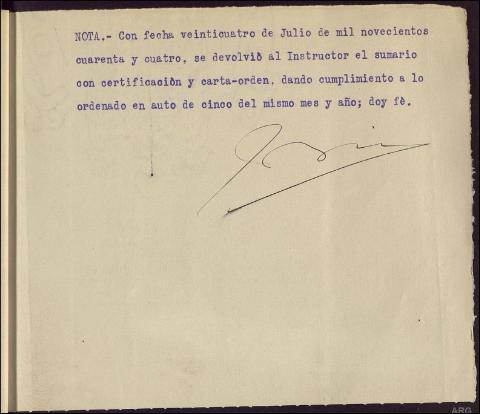 NOTA.- Con fecha veinticuatro de Julio de mil novecientos
cuarenta y cuatro, se devolvió al Instructor el sumario
con certificación y carta-orden, dando cumplimiento a lo
ordenado en auto de cinco del mismo mes y año; doy fè.
ARG